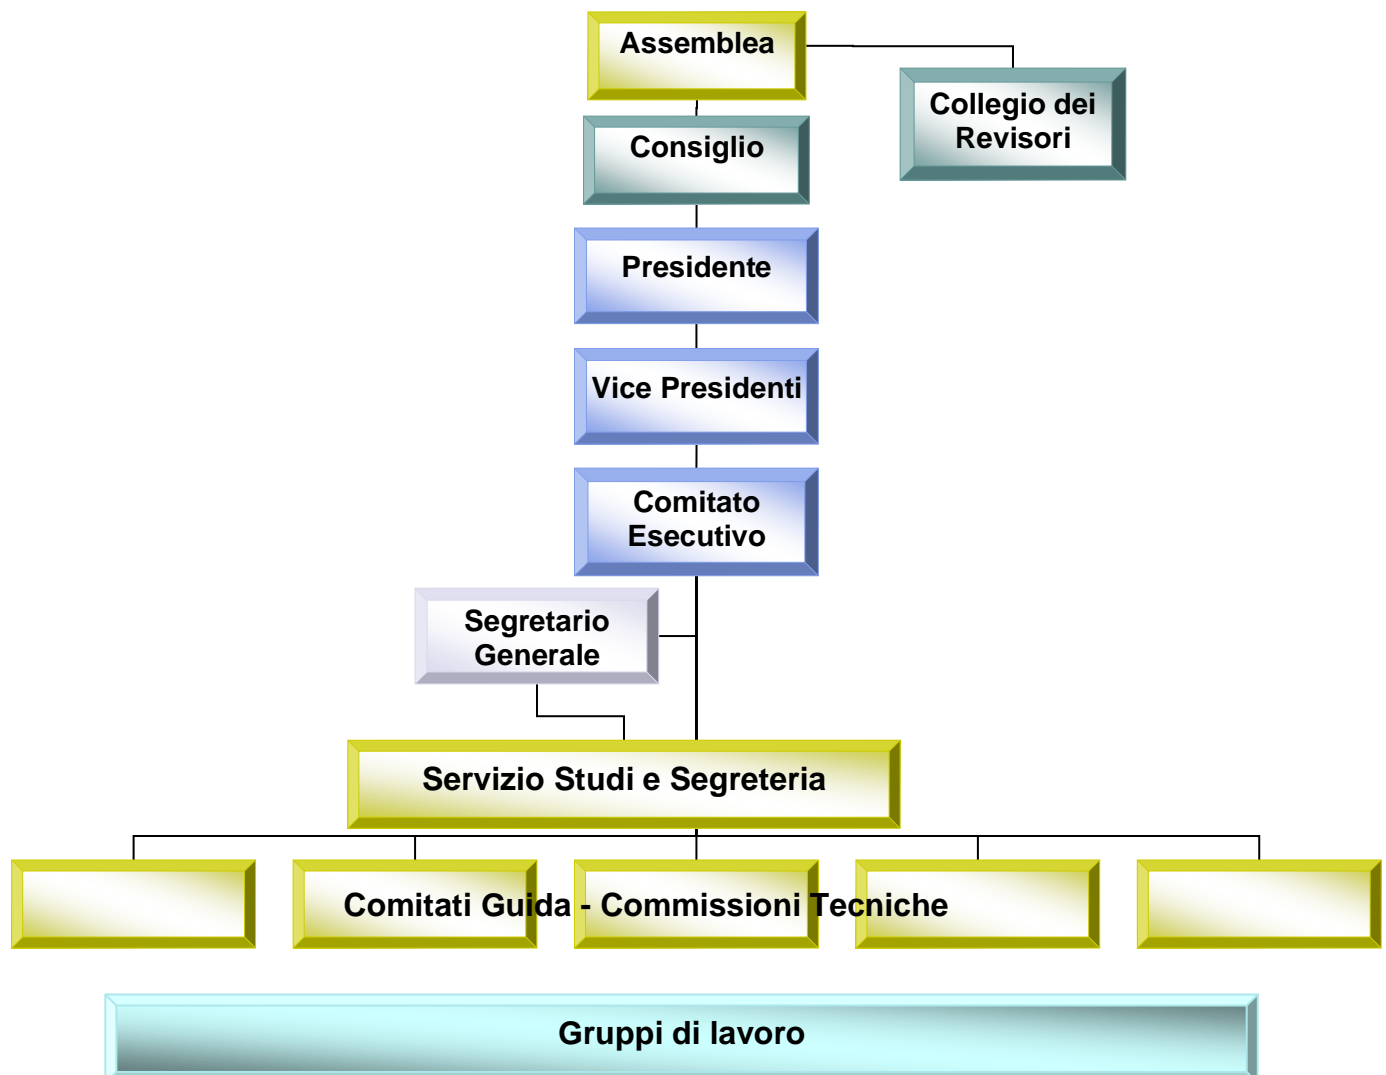 Assemblea
Collegio dei
Revisori
Consiglio
Presidente
Vice Presidenti
Comitato
Esecutivo
Segretario
Generale
Servizio Studi e Segreteria
Comitati Guida - Commissioni Tecniche
Gruppi di lavoro